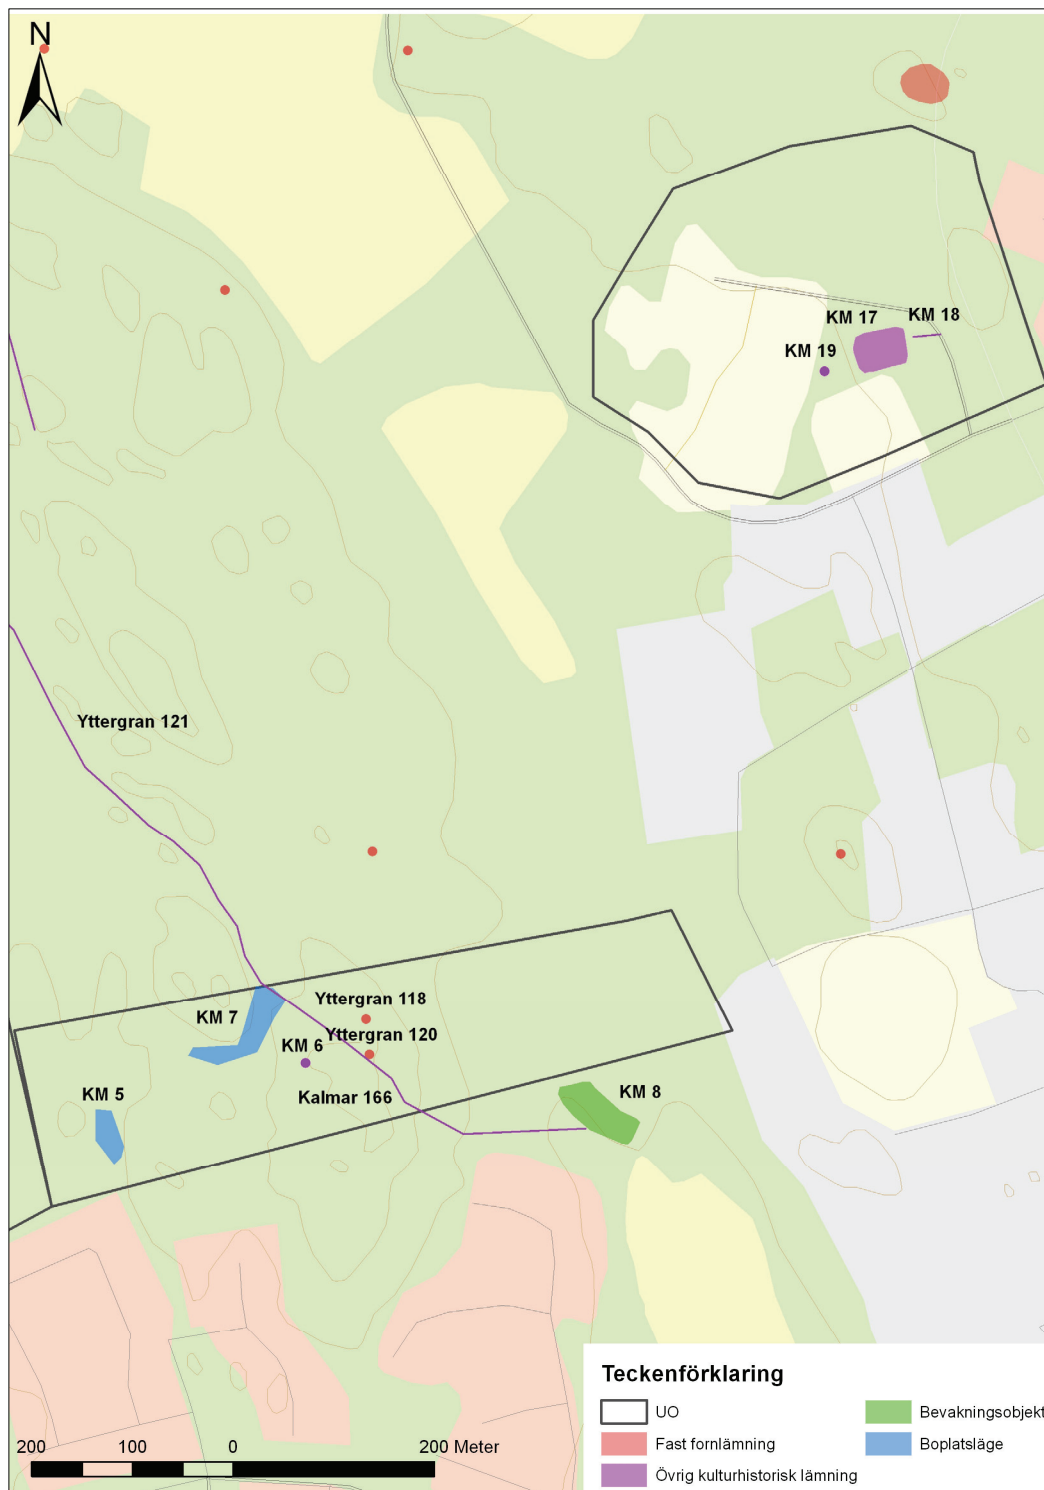 N
KM 17
KM 18
KM 19
Yttergran 121
Yttergran 118
KM 7
Yttergran 120
KM 6
KM 5
Kalmar 166
KM 8
Teckenförklaring
UO
Bevakningsobjekt
Fast fornlämning
Boplatsläge
Övrig kulturhistorisk lämning
200 100 0 200 Meter